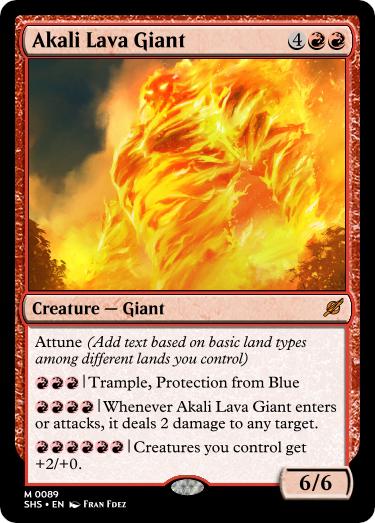 Akali Lava Giant 4
Creature — Giant
Attune (Add text based on basic land types
among different lands you control)
|Trample, Protection from Blue
|Whenever Akali Lava Giant enters
or attacks, it deals 2 damage to any target.
|Creatures you control get
+2/+0.
6/6
M 0089
SHS • EN Fran Fdez